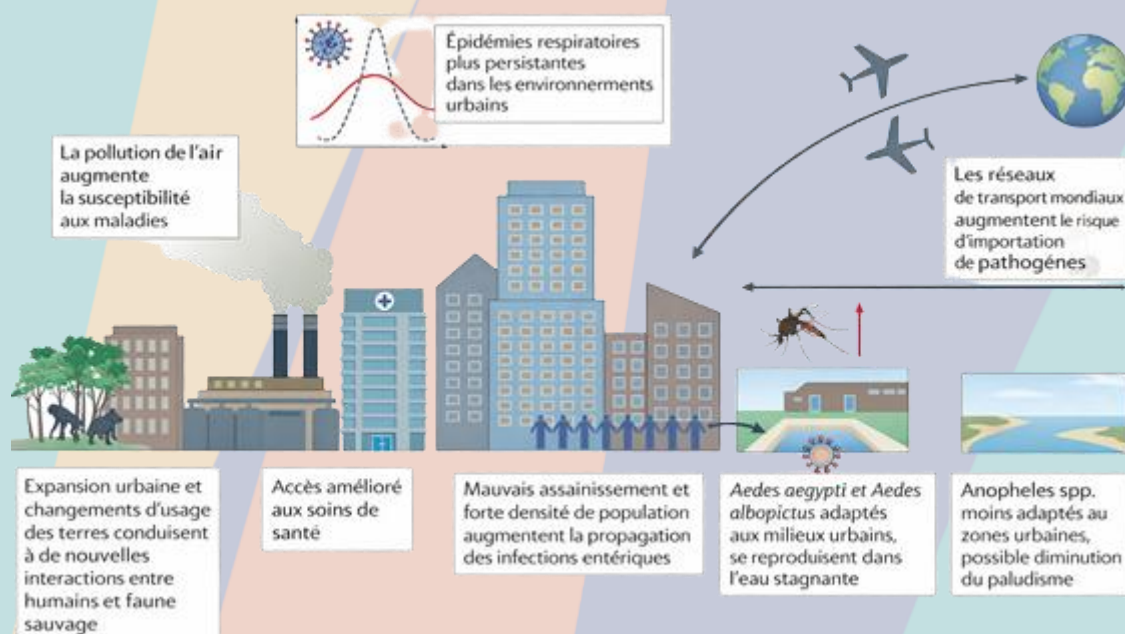 Épidémies respiratoires
plus persistantes
dans les environnerments
urbains
La pollution de l'air
augmente
la susceptibilité
aux maladies
Les réseaux
de transport mondiaux
augmentent le risque
d'importation
de pathogénes
Expansion urbaine et
changements d'usage
des terres conduisent
à de nouvelles
interactions entre
humains et faune
sauvage
Accès amélioré
aux soins de
santé
Mauvais assainissement et
forte densité de population
augmentent la propagation
des infections entériques
Aedes aegypti et Aedes
albopictus adaptés
aux milieux urbains,
se reproduisent dans
l'eau stagnante
Anopheles spp.
moins adaptés au
zones urbaines,
possible diminution
du paludisme